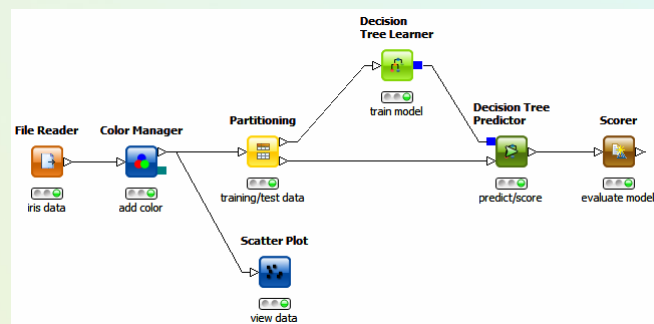 Decision
Tree Learner
train model
File Reader
iris data
Color Manager
add color
Partitioning
training/test data
Decision Tree
Predictor
predict/score
Scorer
evaluate model
Scatter Plot
view data